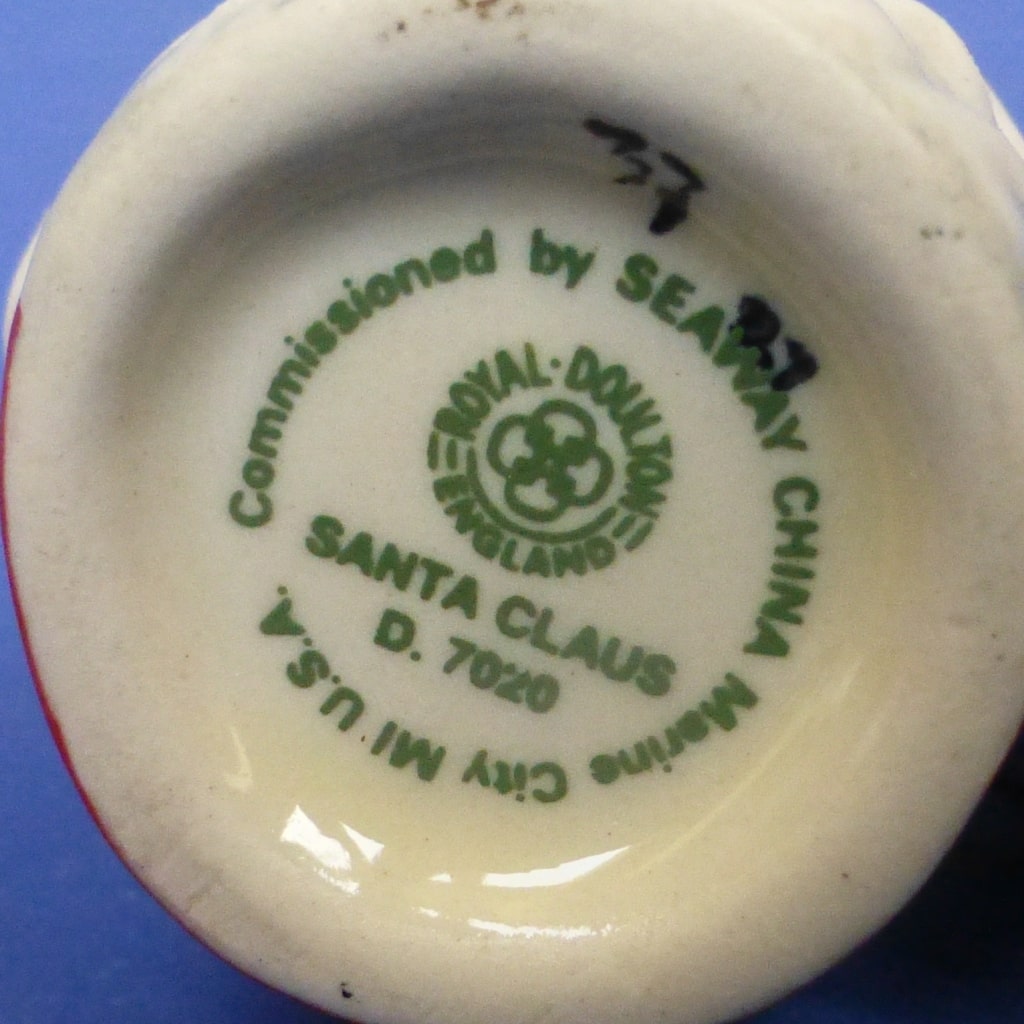 Commissioned by SEAWAY CHINA Marine City MI U.S.A.
ROYAL·DOULTON
ENGLAND
SANTA CLAUS
D. 7020